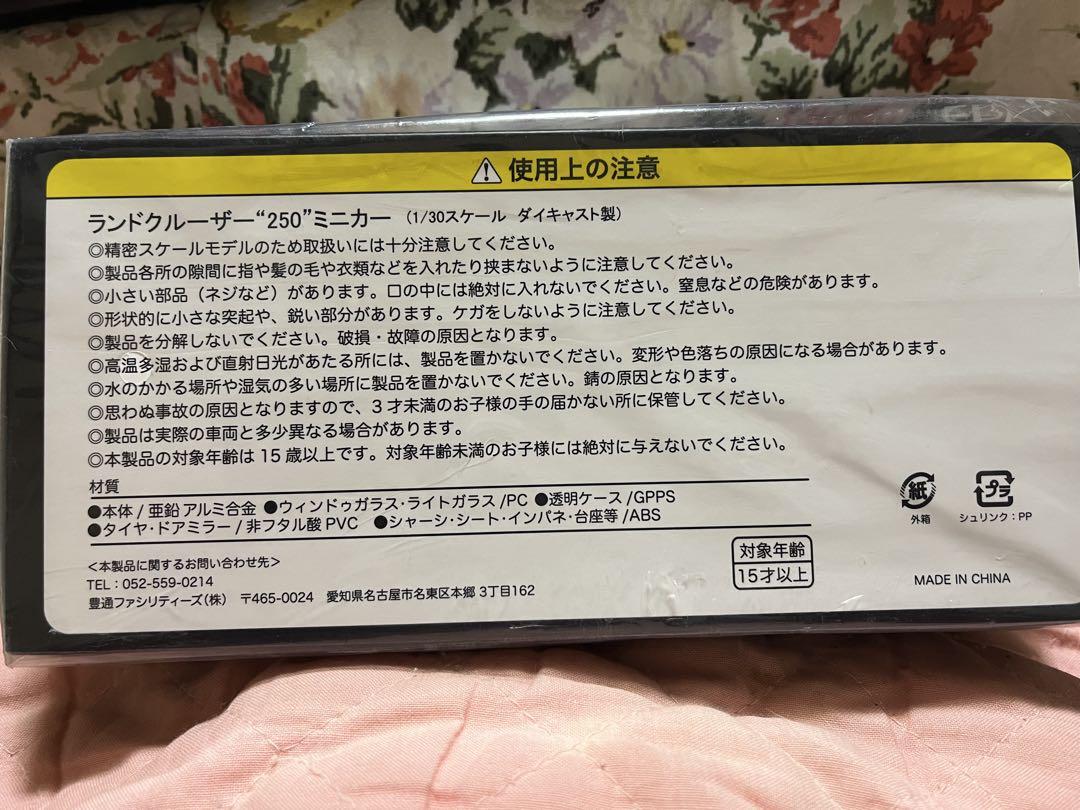 使用上の注意
ランドクルーザー“250”ミニカー （1/30スケール ダイキャスト製）
◎精密スケールモデルのため取扱いには十分注意してください。
◎製品各所の隙間に指や髪の毛や衣類などを入れたり挟まないように注意してください。
◎小さい部品（ネジなど）があります。口の中には絶対に入れないでください。窒息などの危険があります。
◎形状的に小さな突起や、鋭い部分があります。ケガをしないように注意してください。
◎製品を分解しないでください。破損・故障の原因となります。
◎高温多湿および直射日光があたる所には、製品を置かないでください。変形や色落ちの原因になる場合があります。
◎水のかかる場所や湿気の多い場所に製品を置かないでください。錆の原因となります。
◎思わぬ事故の原因となりますので、3才未満のお子様の手の届かない所に保管してください。
◎製品は実際の車両と多少異なる場合があります。
◎本製品の対象年齢は15歳以上です。対象年齢未満のお子様には絶対に与えないでください。
材質
●本体 / 亜鉛 アルミ合金 ●ウィンドゥガラス・ライトガラス /PC ●透明ケース /GPPS
●タイヤ・ドアミラー / 非フタル酸 PVC ●シャーシ・シート・インパネ・台座等 /ABS
紙
外箱
プラ
シュリンク：PP
＜本製品に関するお問い合わせ先＞
TEL：052-559-0214
豊通ファシリティーズ（株） 〒465-0024 愛知県名古屋市名東区本郷 3丁目162
対象年齢
15才以上
MADE IN CHINA